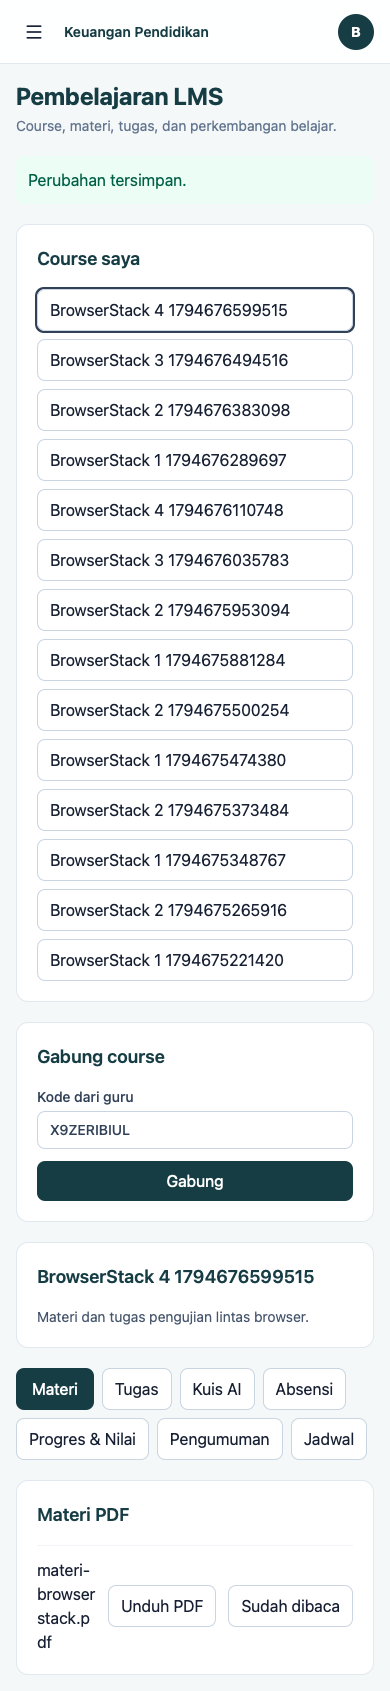 Keuangan Pendidikan
B
Pembelajaran LMS
Course, materi, tugas, dan perkembangan belajar.
Perubahan tersimpan.
Course saya
BrowserStack 4 1794676599515
BrowserStack 3 1794676494516
BrowserStack 2 1794676383098
BrowserStack 1 1794676289697
BrowserStack 4 1794676110748
BrowserStack 3 1794676035783
BrowserStack 2 1794675953094
BrowserStack 1 1794675881284
BrowserStack 2 1794675500254
BrowserStack 1 1794675474380
BrowserStack 2 1794675373484
BrowserStack 1 1794675348767
BrowserStack 2 1794675265916
BrowserStack 1 1794675221420
Gabung course
Kode dari guru
X9ZERIBIUL
Gabung
BrowserStack 4 1794676599515
Materi dan tugas pengujian lintas browser.
Materi Tugas Kuis AI Absensi
Progres & Nilai Pengumuman Jadwal
Materi PDF
materi-
browser
stack.p
df
Unduh PDF Sudah dibaca